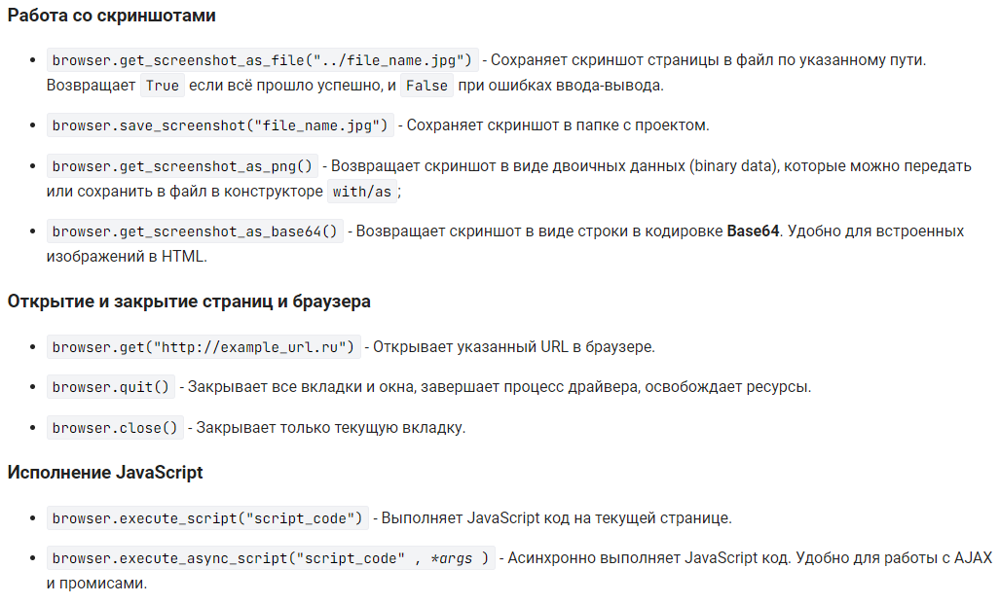 Работа со скриншотами
browser.get_screenshot_as_file("../file_name.jpg") - Сохраняет скриншот страницы в файл по указанному пути.
Возвращает True если всё прошло успешно, и False при ошибках ввода-вывода.
browser.save_screenshot("file_name.jpg") - Сохраняет скриншот в папке с проектом.
browser.get_screenshot_as_png() - Возвращает скриншот в виде двоичных данных (binary data), которые можно передать
или сохранить в файл в конструкторе with/as;
browser.get_screenshot_as_base64() - Возвращает скриншот в виде строки в кодировке Base64. Удобно для встроенных
изображений в HTML.
Открытие и закрытие страниц и браузера
browser.get("http://example_url.ru") - Открывает указанный URL в браузере.
browser.quit() - Закрывает все вкладки и окна, завершает процесс драйвера, освобождает ресурсы.
browser.close() - Закрывает только текущую вкладку.
Исполнение JavaScript
browser.execute_script("script_code") - Выполняет JavaScript код на текущей странице.
browser.execute_async_script("script_code" , *args ) - Асинхронно выполняет JavaScript код. Удобно для работы с AJAX
и промисами.